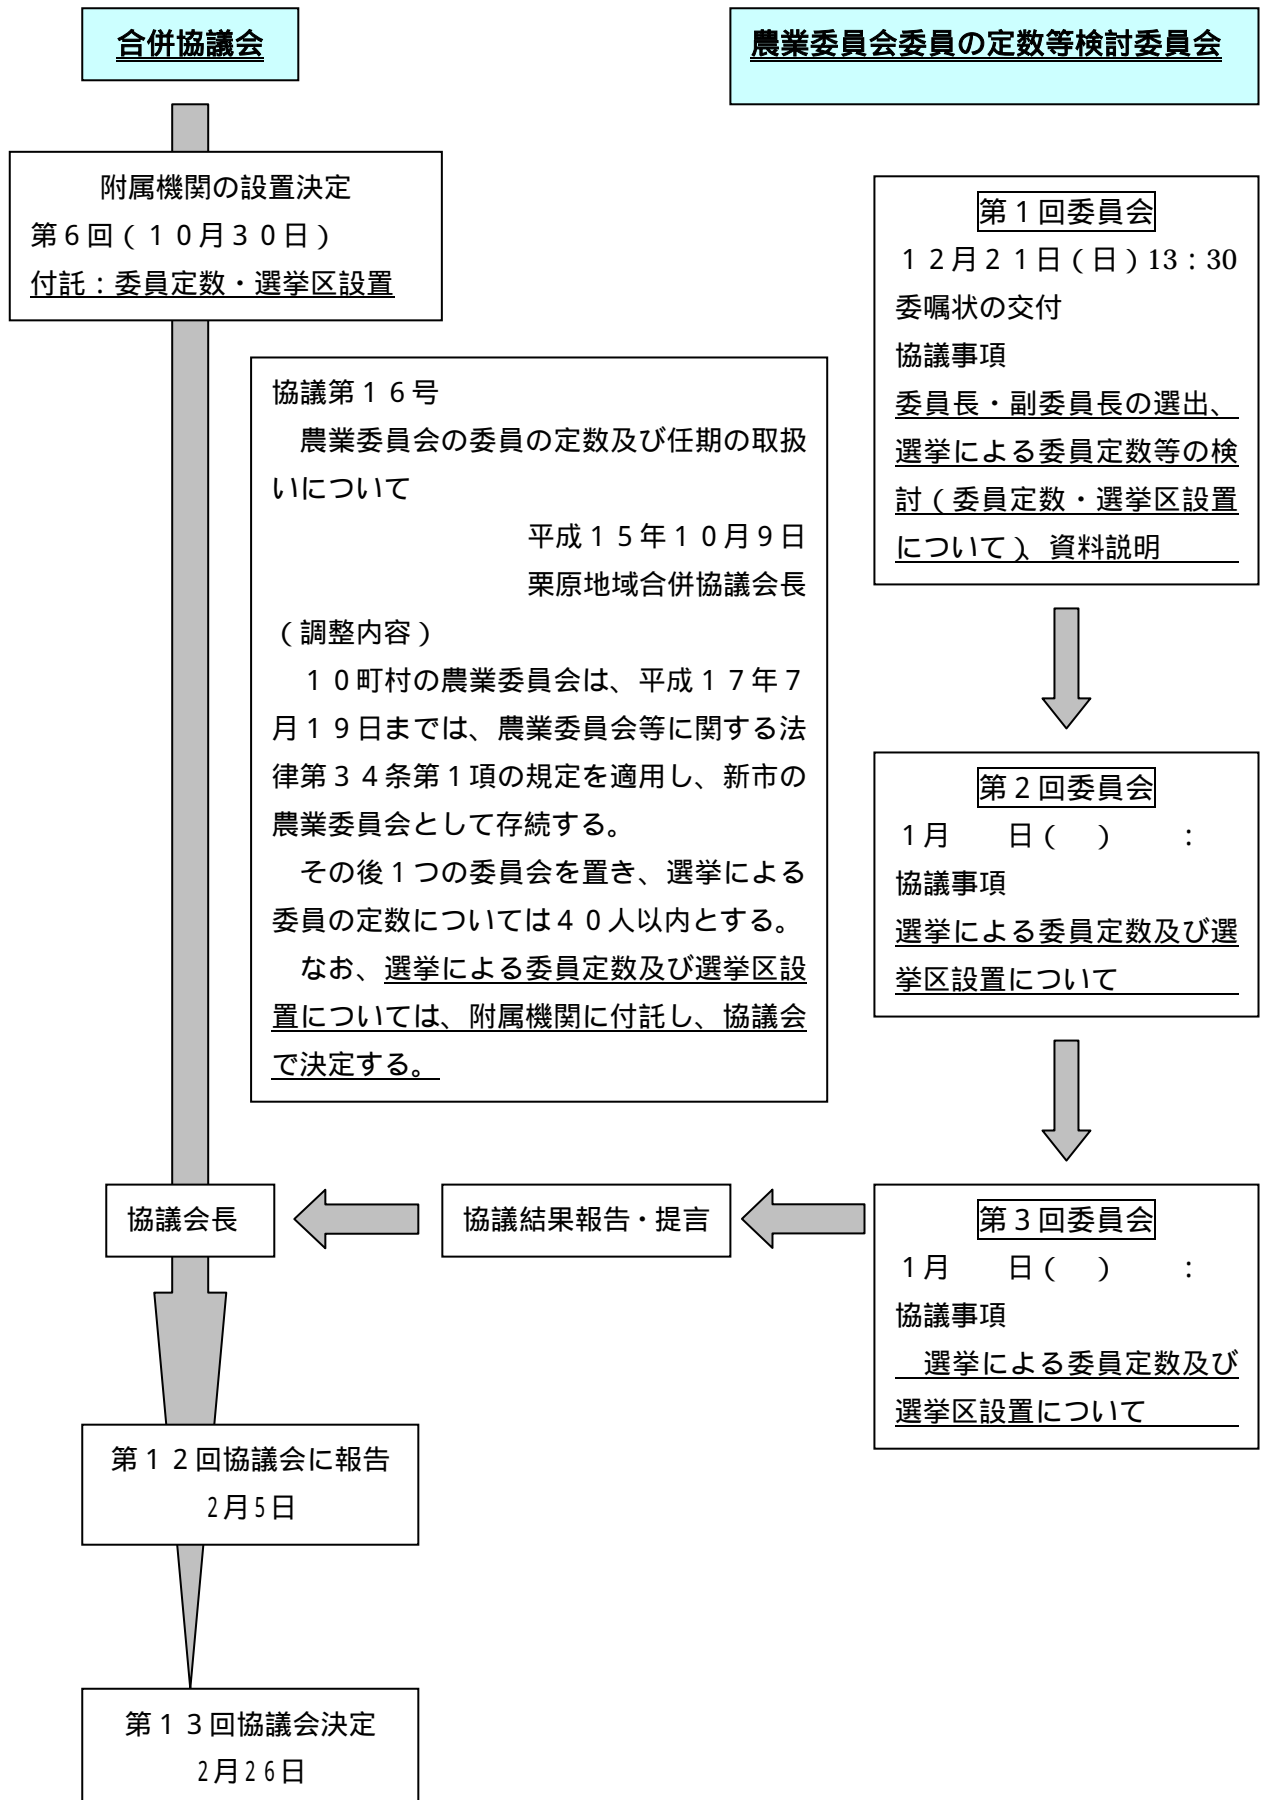 合併協議会
農業委員会委員の定数等検討委員会
附属機関の設置決定
第６回（１０月３０日）
付託：委員定数・選挙区設置
第１回委員会
１２月２１日（日）13：30
委嘱状の交付
協議事項
委員長・副委員長の選出、
選挙による委員定数等の検
討（委員定数・選挙区設置
について）、資料説明
協議第１６号
　農業委員会の委員の定数及び任期の取扱
いについて
平成１５年１０月９日
栗原地域合併協議会長
（調整内容）
　１０町村の農業委員会は、平成１７年７
月１９日までは、農業委員会等に関する法
律第３４条第１項の規定を適用し、新市の
農業委員会として存続する。
　その後１つの委員会を置き、選挙による
委員の定数については４０人以内とする。
　なお、選挙による委員定数及び選挙区設
置については、附属機関に付託し、協議会
で決定する。
第２回委員会
１月　　日（　）　　：
協議事項
選挙による委員定数及び選
挙区設置について
第３回委員会
１月　　日（　）　　：
協議事項
　選挙による委員定数及び
選挙区設置について
協議結果報告・提言
協議会長
第１２回協議会に報告
2月5日
第１３回協議会決定
2月26日